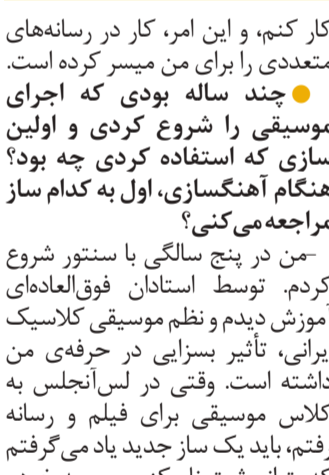 کار کنم، و این امر، کار در رسانه‌های
متعددی را برای من میسر کرده است.
● چند ساله بودی که اجرای
موسیقی را شروع کردی و اولین
سازی که استفاده کردی چه بود؟
هنگام آهنگسازی، اول به کدام ساز
مراجعه می‌کنی؟
-من در پنج سالگی با سنتور شروع
کردم. توسط استادان فوق‌العاده‌ای
آموزش دیدم و نظم موسیقی کلاسیک
ایرانی، تأثیر بسزایی در حرفه‌ی من
داشته است. وقتی در لس‌آنجلس به
کلاس موسیقی برای فیلم و رسانه
رفتم، باید یک ساز جدید یاد می‌گرفتم